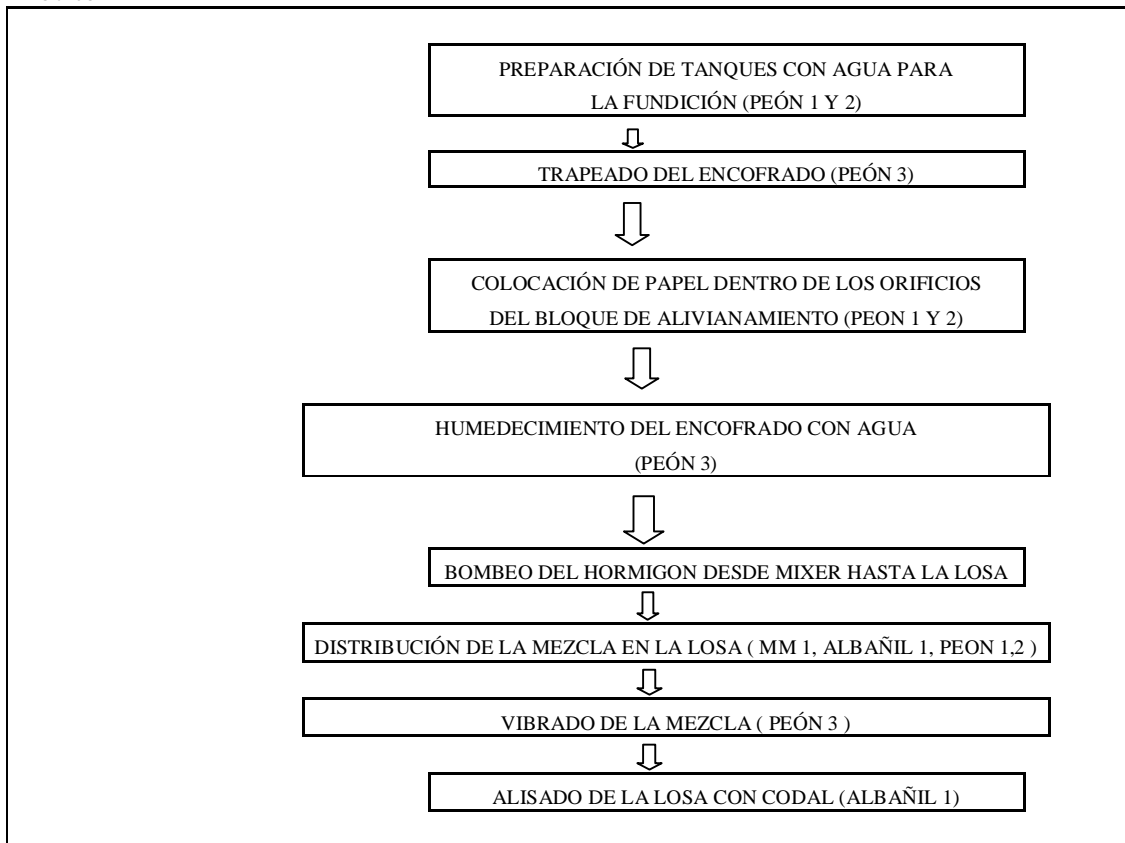 PREPARACIÓN DE TANQUES CON AGUA PARA
LA FUNDICIÓN (PEÓN 1 Y 2)
TRAPEADO DEL ENCOFRADO (PEÓN 3)
COLOCACIÓN DE PAPEL DENTRO DE LOS ORIFICIOS
DEL BLOQUE DE ALIVIANAMIENTO (PEON 1 Y 2)
HUMEDECIMIENTO DEL ENCOFRADO CON AGUA
(PEÓN 3)
BOMBEO DEL HORMIGON DESDE MIXER HASTA LA LOSA
DISTRIBUCIÓN DE LA MEZCLA EN LA LOSA ( MM 1, ALBAÑIL 1, PEON 1,2 )
VIBRADO DE LA MEZCLA ( PEÓN 3 )
ALISADO DE LA LOSA CON CODAL (ALBAÑIL 1)